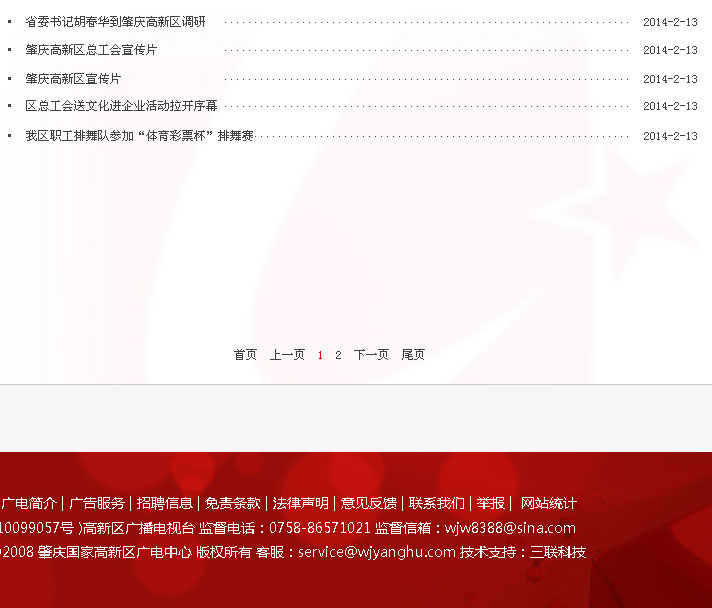 • 省委书记胡春华到肇庆高新区调研 2014-2-13
• 肇庆高新区总工会宣传片 2014-2-13
• 肇庆高新区宣传片 2014-2-13
• 区总工会送文化进企业活动拉开序幕 2014-2-13
• 我区职工排舞队参加“体育彩票杯”排舞赛 2014-2-13
首页 上一页 1 2 下一页 尾页
广电简介 | 广告服务 | 招聘信息 | 免责条款 | 法律声明 | 意见反馈 | 联系我们 | 举报 | 网站统计
10099057号 )高新区广播电视台 监督电话：0758-86571021 监督信箱：wjw8388@sina.com
2008 肇庆国家高新区广电中心 版权所有 客服：service@wjyanghu.com 技术支持：三联科技